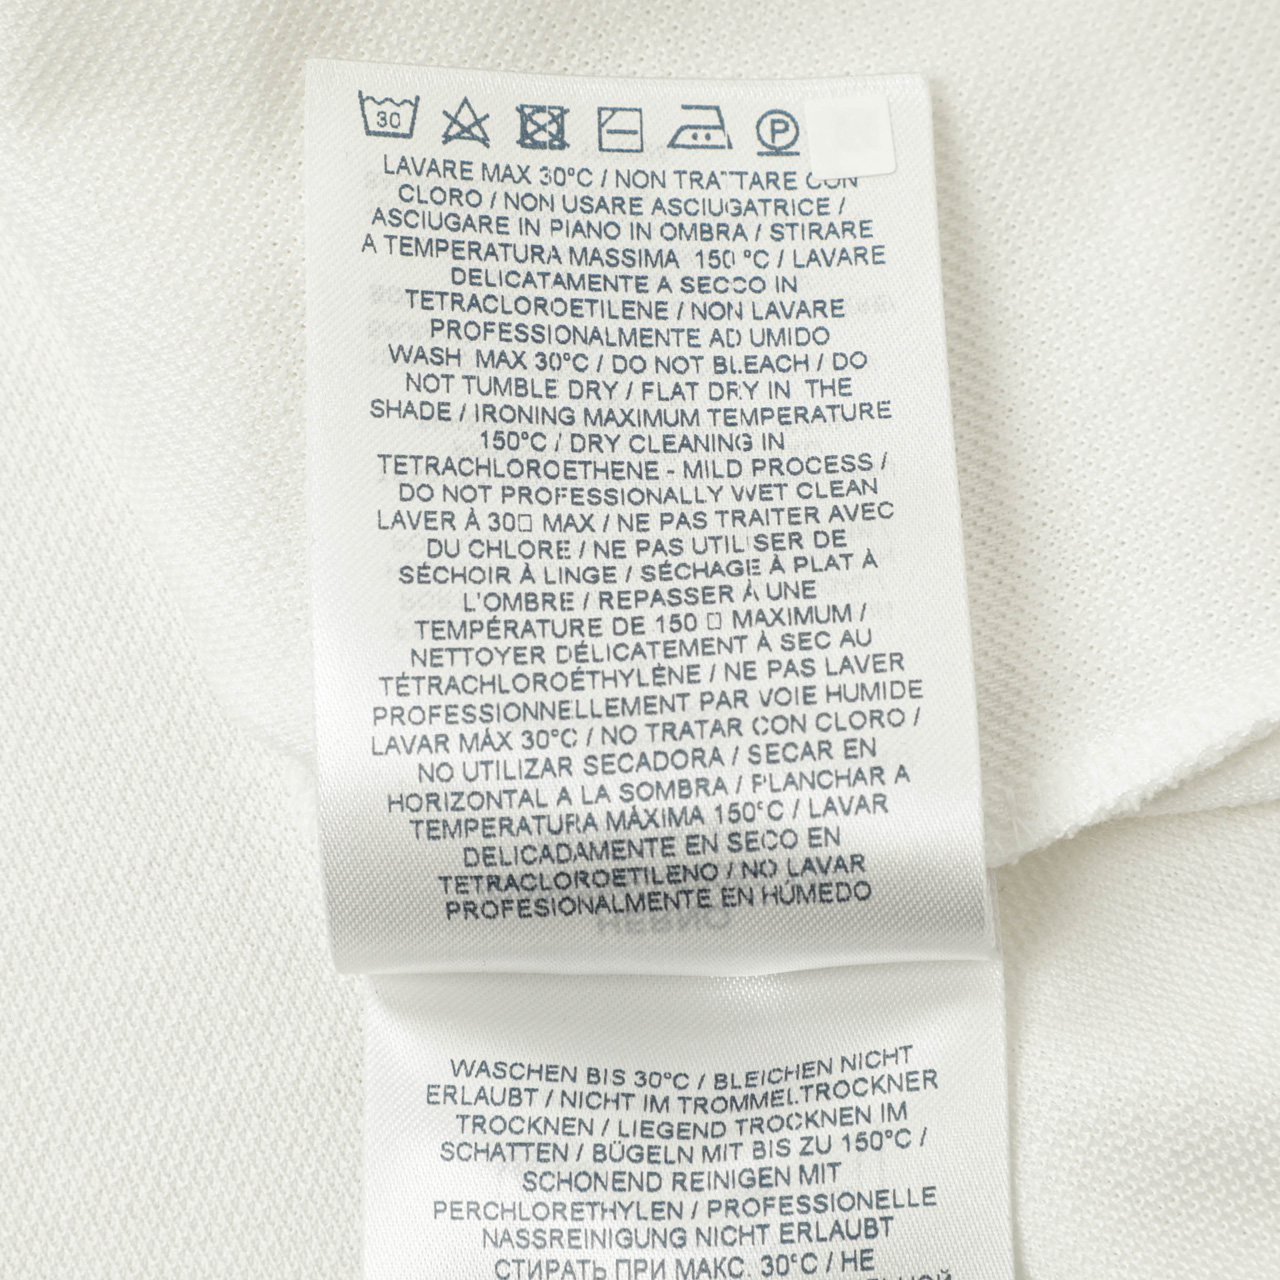 30
P
LAVARE MAX 30°C / NON TRATTARE CON
CLORO / NON USARE ASCIUGATRICE /
ASCIUGARE IN PIANO IN OMBRA / STIRARE
A TEMPERATURA MASSIMA 150 °C / LAVARE
DELICATAMENTE A SECCO IN
TETRACLOROETILENE / NON LAVARE
PROFESSIONALMENTE AD UMIDO
WASH MAX 30°C / DO NOT BLEACH / DO
NOT TUMBLE DRY / FLAT DRY IN THE
SHADE / IRONING MAXIMUM TEMPERATURE
150°C / DRY CLEANING IN
TETRACHLOROETHENE - MILD PROCESS /
DO NOT PROFESSIONALLY WET CLEAN
LAVER À 30□ MAX / NE PAS TRAITER AVEC
DU CHLORE / NE PAS UTILISER DE
SÉCHOIR À LINGE / SÉCHAGE À PLAT À
L'OMBRE / REPASSER À UNE
TEMPÉRATURE DE 150 □ MAXIMUM /
NETTOYER DÉLICATEMENT À SEC AU
TÉTRACHLOROÉTHYLÈNE / NE PAS LAVER
PROFESSIONNELLEMENT PAR VOIE HUMIDE
LAVAR MÁX 30°C / NO TRATAR CON CLORO /
NO UTILIZAR SECADORA / SECAR EN
HORIZONTAL A LA SOMBRA / PLANCHAR A
TEMPERATURA MÁXIMA 150°C / LAVAR
DELICADAMENTE EN SECO EN
TETRACLOROETILENO / NO LAVAR
PROFESIONALMENTE EN HÚMEDO
WASCHEN BIS 30°C / BLEICHEN NICHT
ERLAUBT / NICHT IM TROMMELTROCKNER
TROCKNEN / LIEGEND TROCKNEN IM
SCHATTEN / BÜGELN MIT BIS ZU 150°C /
SCHONEND REINIGEN MIT
PERCHLORETHYLEN / PROFESSIONELLE
NASSREINIGUNG NICHT ERLAUBT
СТИРАТЬ ПРИ МАКС. 30°C / НЕ